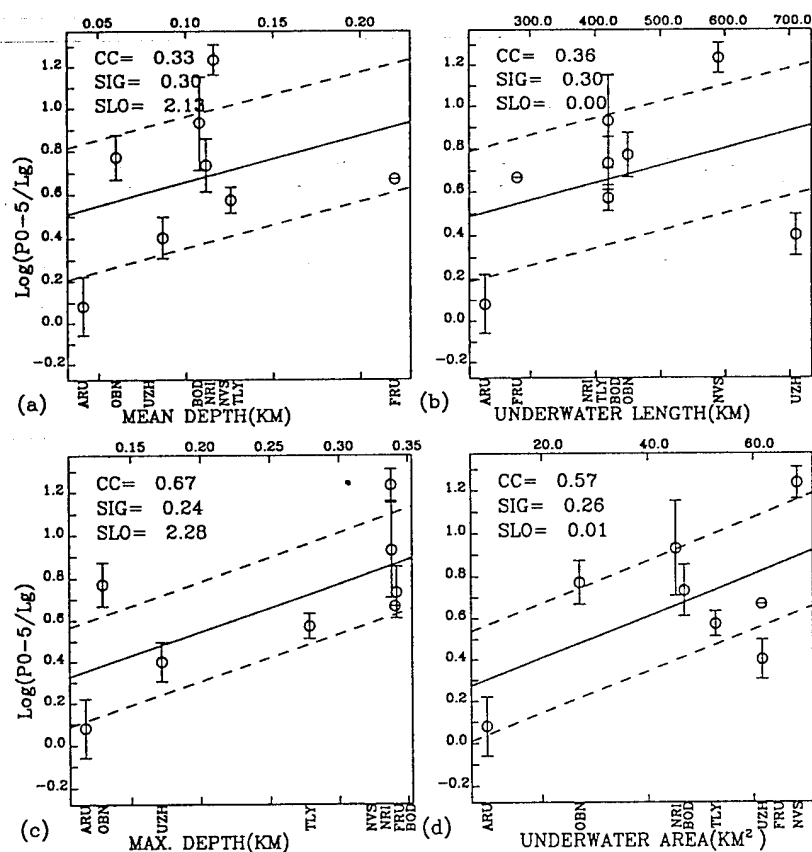 0.05 0.10 0.15 0.20
CC= 0.33
SIG= 0.30
SLO= 2.13
1.2
1.0
0.8
0.6
0.4
0.2
0.0
-0.2
Log(P0-5/Lg)
ARU OBN UZH BOD NRI NVS TLY FRU
(a) MEAN DEPTH(KM)
300.0 400.0 500.0 600.0 700.0
CC= 0.36
SIG= 0.30
SLO= 0.00
1.2
1.0
0.8
0.6
0.4
0.2
0.0
-0.2
ARU FRU NRI TLY BOD OBN NVS UZH
(b) UNDERWATER LENGTH(KM)
0.15 0.20 0.25 0.30 0.35
CC= 0.67
SIG= 0.24
SLO= 2.28
1.2
1.0
0.8
0.6
0.4
0.2
0.0
-0.2
Log(P0-5/Lg)
ARU OBN UZH TLY NVS NRI FRU BOD
(c) MAX. DEPTH(KM)
20.0 40.0 60.0
CC= 0.57
SIG= 0.26
SLO= 0.01
1.2
1.0
0.8
0.6
0.4
0.2
0.0
-0.2
ARU OBN NRI BOD TLY UZH FRU NVS
(d) UNDERWATER AREA(KM²)